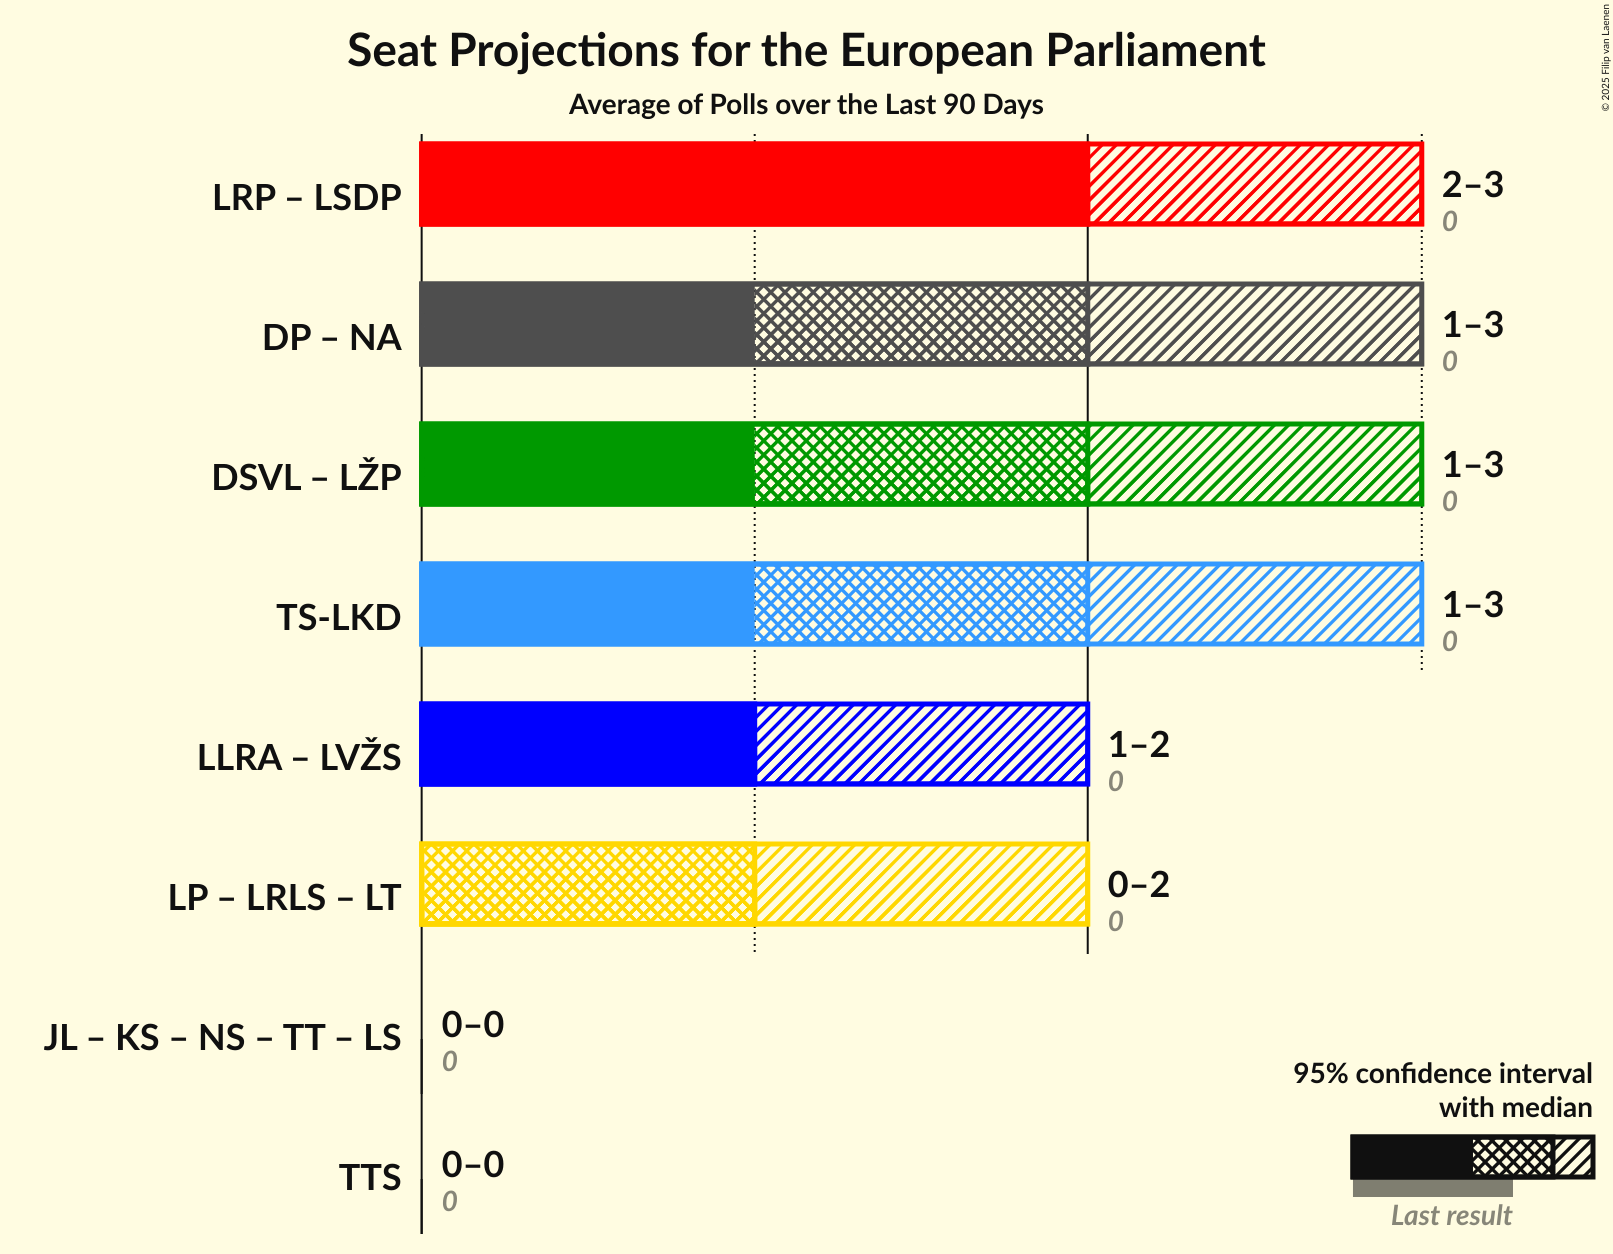 Seat Projections for the European Parliament
Average of Polls over the Last 90 Days
© 2025 Filip van Laenen
LRP – LSDP
2–3
0
DP – NA
1–3
0
DSVL – LŽP
1–3
0
TS-LKD
1–3
0
LLRA – LVŽS
1–2
0
LP – LRLS – LT
0–2
0
JL – KS – NS – TT – LS
0–0
0
TTS
0–0
0
95% confidence interval
with median
Last result